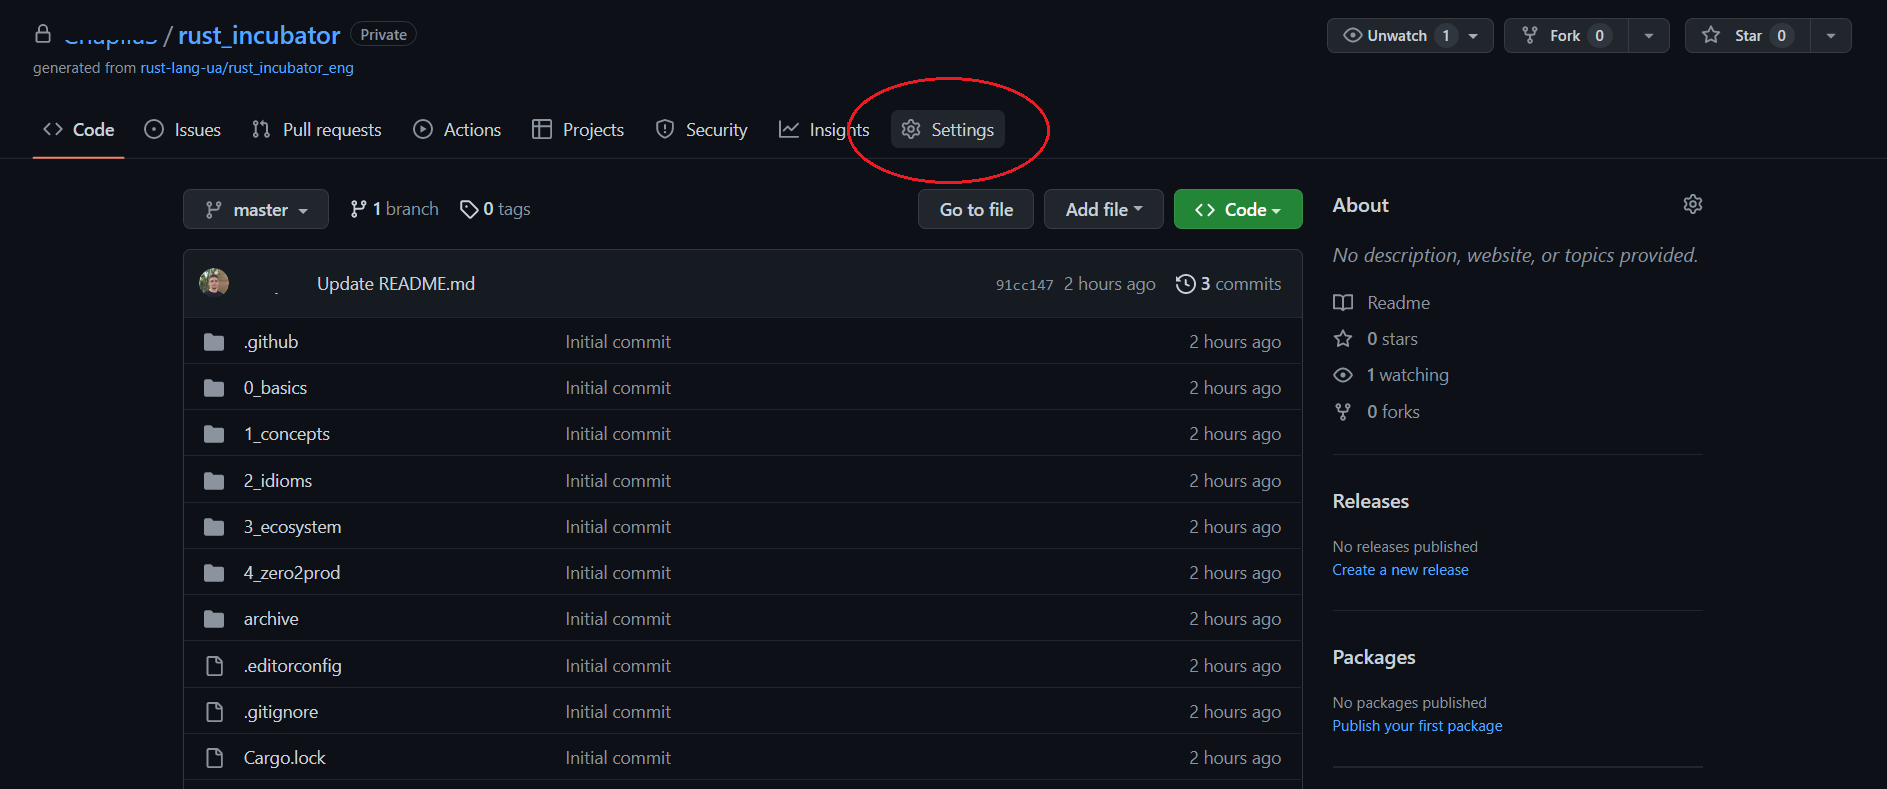 / rust_incubator Private Unwatch 1 Fork 0 Star 0
generated from rust-lang-ua/rust_incubator_eng
Code Issues Pull requests Actions Projects Security Insights Settings
master 1 branch 0 tags Go to file Add file Code
Update README.md 91cc147 2 hours ago 3 commits
.github Initial commit 2 hours ago
0_basics Initial commit 2 hours ago
1_concepts Initial commit 2 hours ago
2_idioms Initial commit 2 hours ago
3_ecosystem Initial commit 2 hours ago
4_zero2prod Initial commit 2 hours ago
archive Initial commit 2 hours ago
.editorconfig Initial commit 2 hours ago
.gitignore Initial commit 2 hours ago
Cargo.lock Initial commit 2 hours ago
About
No description, website, or topics provided.
Readme
0 stars
1 watching
0 forks
Releases
No releases published
Create a new release
Packages
No packages published
Publish your first package